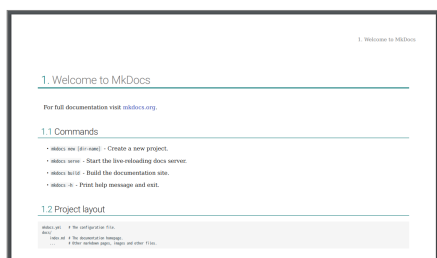 1. Welcome to MkDocs
1. Welcome to MkDocs
For full documentation visit mkdocs.org.
1.1 Commands
• mkdocs new [dir-name] - Create a new project.
• mkdocs serve - Start the live-reloading docs server.
• mkdocs build - Build the documentation site.
• mkdocs -h - Print help message and exit.
1.2 Project layout
mkdocs.yml # The configuration file.
docs/
index.md # The documentation homepage.
... # Other markdown pages, images and other files.